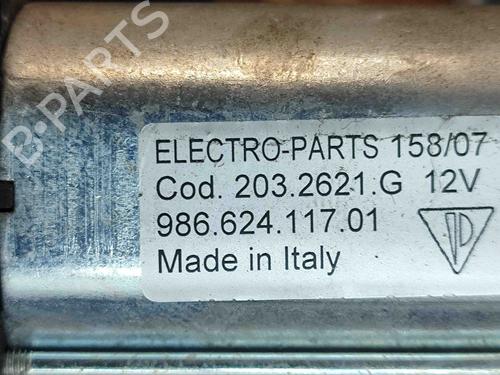 B-PARTS
ELECTRO-PARTS 158/07
Cod. 203.2621.G 12V
986.624.117.01
Made in Italy